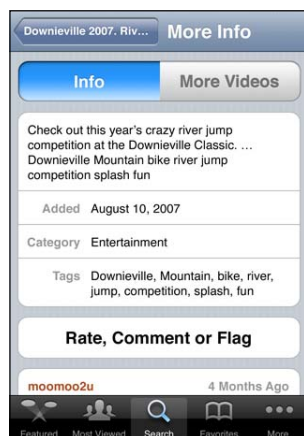 Downieville 2007. Riv...
More Info
Info
More Videos
Check out this year's crazy river jump
competition at the Downieville Classic. ...
Downieville Mountain bike river jump
competition splash fun
Added August 10, 2007
Category Entertainment
Tags Downieville, Mountain, bike, river,
jump, competition, splash, fun
Rate, Comment or Flag
moomoo2u 4 Months Ago
Featured Most Viewed Search Favorites More